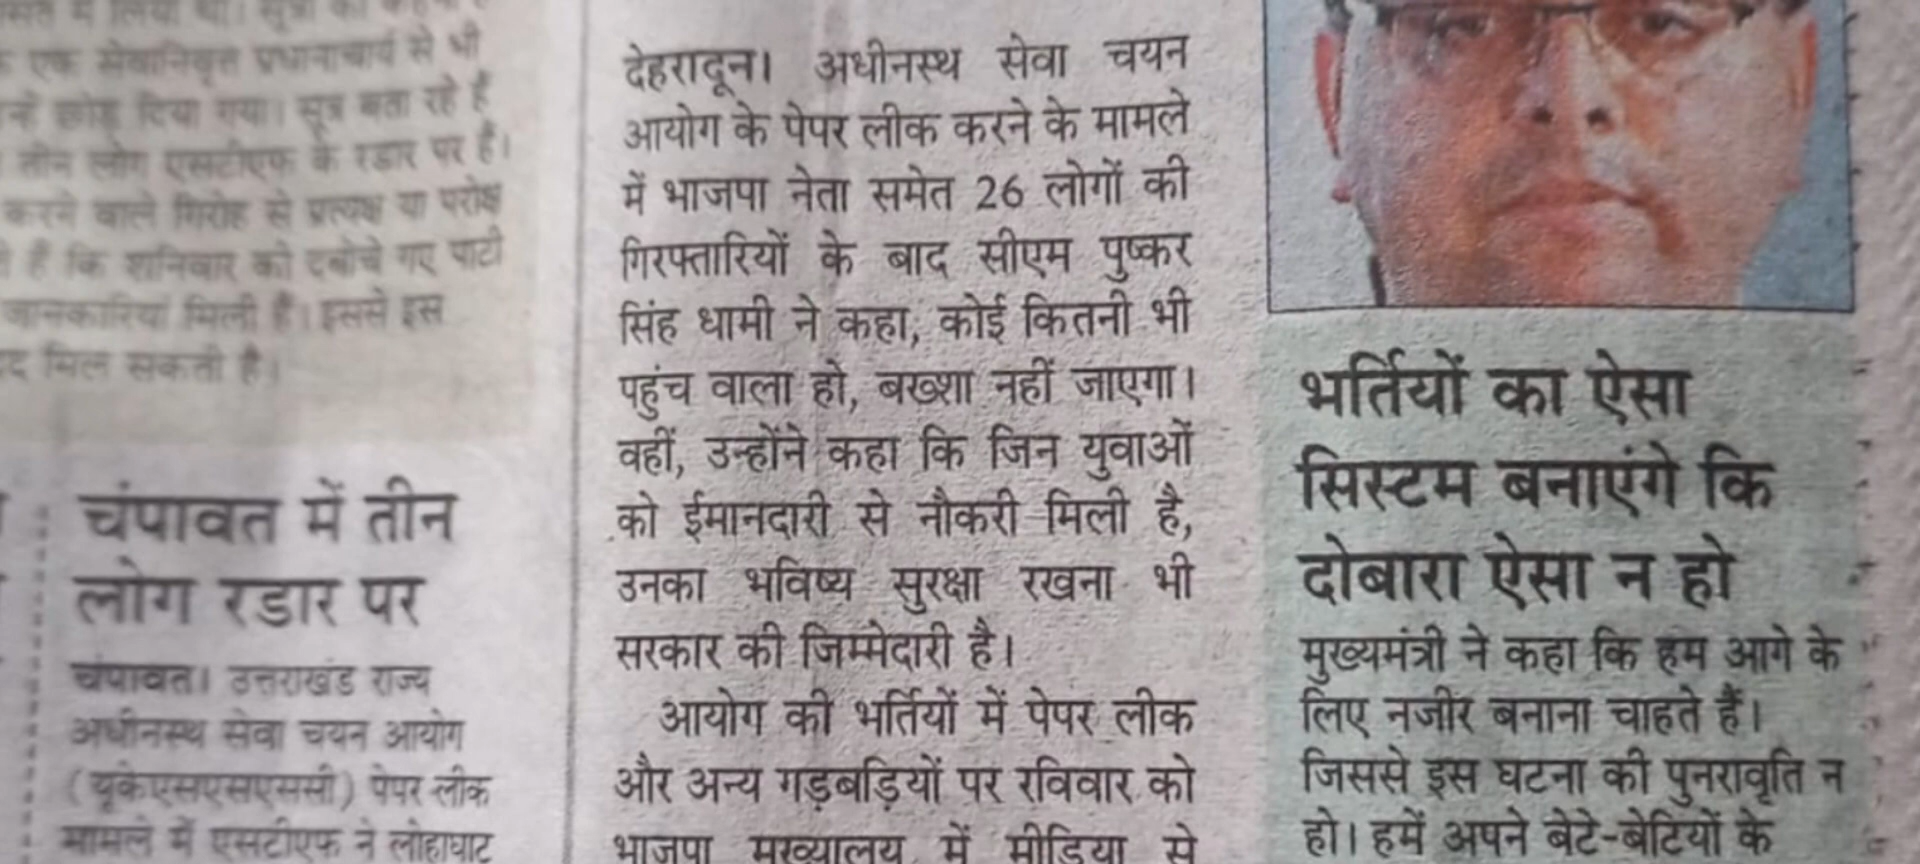 एक सेवानिवृत्त प्रधानाचार्य से भी
छोड़ दिया गया। सूत्र बता रहे हैं
तीन लोग एसटीएफ के रडार पर हैं।
करने वाले गिरोह से प्रत्यक्ष या परोक्ष
हैं कि शनिवार को दबोचे गए पाटी
जानकारियां मिली हैं। इससे इस
मिल सकती है।
चंपावत में तीन
लोग रडार पर
चंपावत। उत्तराखंड राज्य
अधीनस्थ सेवा चयन आयोग
(यूकेएसएसएससी) पेपर लीक
मामले में एसटीएफ ने लोहाघाट
देहरादून। अधीनस्थ सेवा चयन
आयोग के पेपर लीक करने के मामले
में भाजपा नेता समेत 26 लोगों की
गिरफ्तारियों के बाद सीएम पुष्कर
सिंह धामी ने कहा, कोई कितनी भी
पहुंच वाला हो, बख्शा नहीं जाएगा।
वहीं, उन्होंने कहा कि जिन युवाओं
को ईमानदारी से नौकरी मिली है,
उनका भविष्य सुरक्षा रखना भी
सरकार की जिम्मेदारी है।
आयोग की भर्तियों में पेपर लीक
और अन्य गड़बड़ियों पर रविवार को
भाजपा मुख्यालय में मीडिया से
भर्तियों का ऐसा
सिस्टम बनाएंगे कि
दोबारा ऐसा न हो
मुख्यमंत्री ने कहा कि हम आगे के
लिए नजीर बनाना चाहते हैं।
जिससे इस घटना की पुनरावृति न
हो। हमें अपने बेटे-बेटियों के